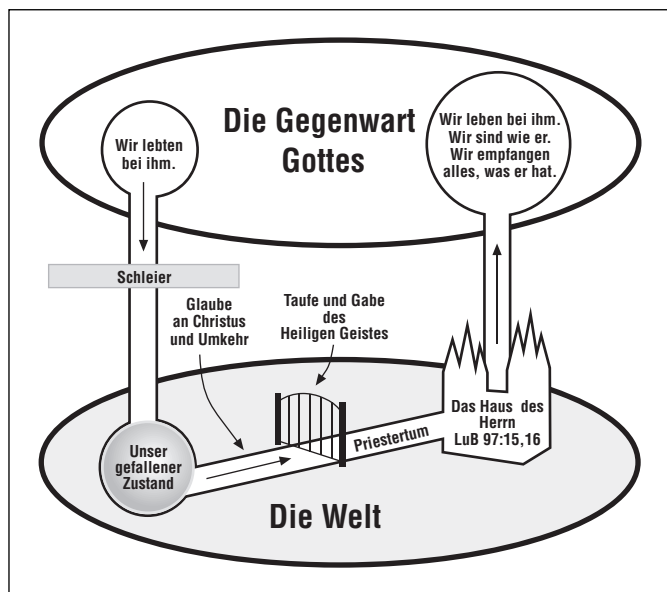 Die Gegenwart
Gottes
Wir lebten
bei ihm.
Wir leben bei ihm.
Wir sind wie er.
Wir empfangen
alles, was er hat.
Schleier
Glaube
an Christus
und Umkehr
Taufe und Gabe
des
Heiligen Geistes
Unser
gefallener
Zustand
Priestertum
Das Haus des
Herrn
LuB 97:15,16
Die Welt